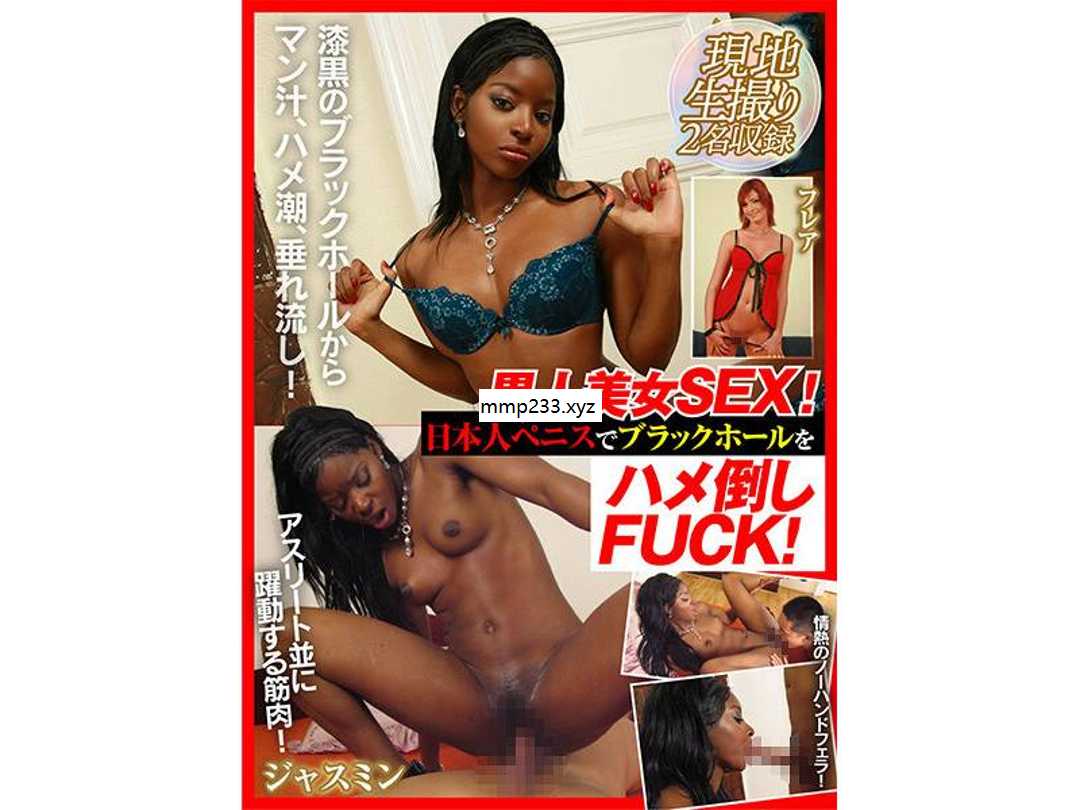 漆黒のブラックホールから
マン汁、ハメ潮、垂れ流し!
現地
生撮り
2名収録
フレア
黒人美女SEX!
mmp233.xyz
日本人ペニスでブラックホールを
ハメ倒し
FUCK!
アスリート並に
躍動する筋肉!
ジャスミン
情熱のノーハンドフェラ!